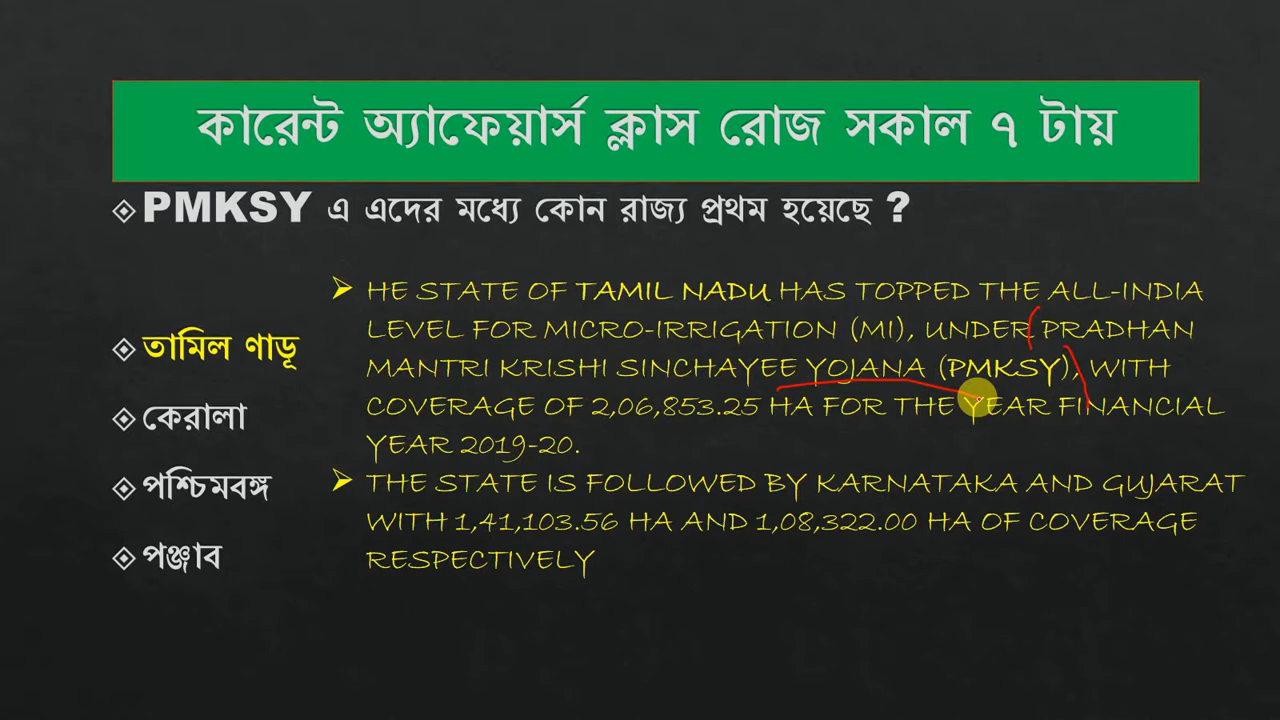 কারেন্ট অ্যাফেয়ার্স ক্লাস রোজ সকাল ৭ টায়
PMKSY এ এদের মধ্যে কোন রাজ্য প্রথম হয়েছে ?
তামিল ণাড়ূ
কেরালা
পশ্চিমবঙ্গ
পঞ্জাব
HE STATE OF TAMIL NADU HAS TOPPED THE ALL-INDIA
LEVEL FOR MICRO-IRRIGATION (MI), UNDER PRADHAN
MANTRI KRISHI SINCHAYEE YOJANA (PMKSY), WITH
COVERAGE OF 2,06,853.25 HA FOR THE YEAR FINANCIAL
YEAR 2019-20.
THE STATE IS FOLLOWED BY KARNATAKA AND GUJARAT
WITH 1,41,103.56 HA AND 1,08,322.00 HA OF COVERAGE
RESPECTIVELY